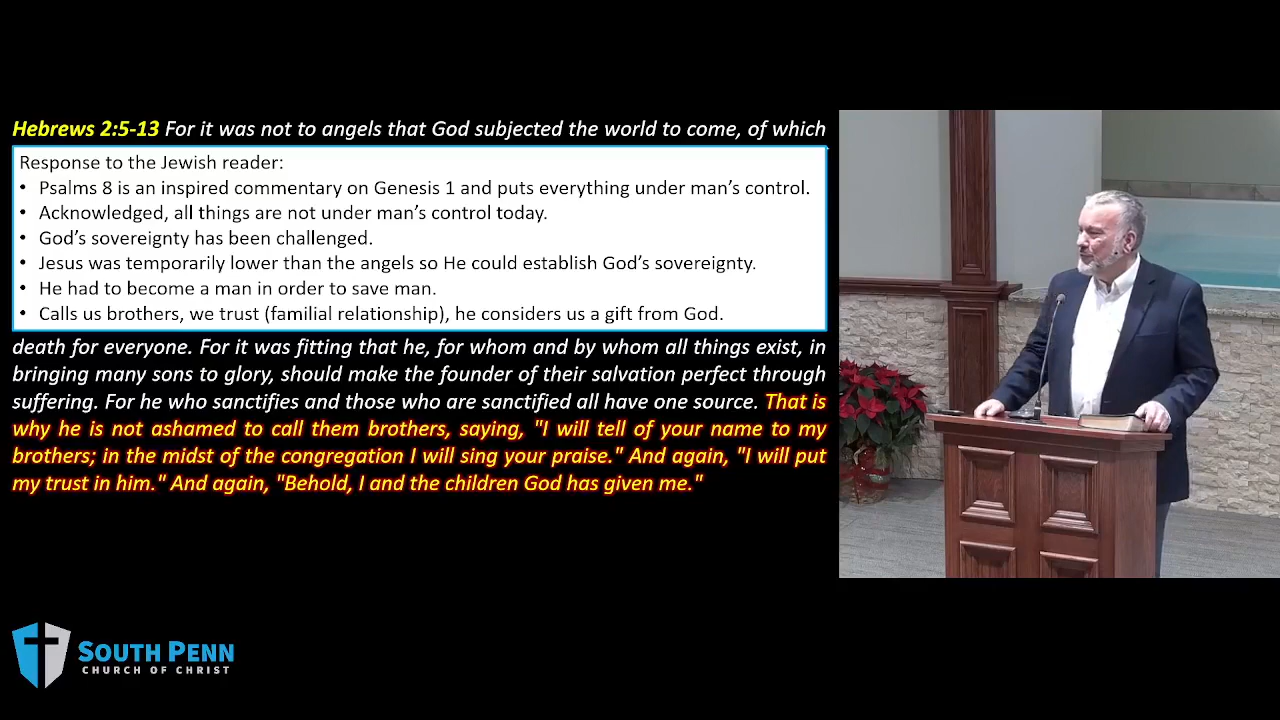 Hebrews 2:5-13 For it was not to angels that God subjected the world to come, of which
Response to the Jewish reader:
• Psalms 8 is an inspired commentary on Genesis 1 and puts everything under man's control.
• Acknowledged, all things are not under man's control today.
• God's sovereignty has been challenged.
• Jesus was temporarily lower than the angels so He could establish God's sovereignty.
• He had to become a man in order to save man.
• Calls us brothers, we trust (familial relationship), he considers us a gift from God.
death for everyone. For it was fitting that he, for whom and by whom all things exist, in
bringing many sons to glory, should make the founder of their salvation perfect through
suffering. For he who sanctifies and those who are sanctified all have one source. That is
why he is not ashamed to call them brothers, saying, "I will tell of your name to my
brothers; in the midst of the congregation I will sing your praise." And again, "I will put
my trust in him." And again, "Behold, I and the children God has given me."
SOUTH PENN
CHURCH OF CHRIST